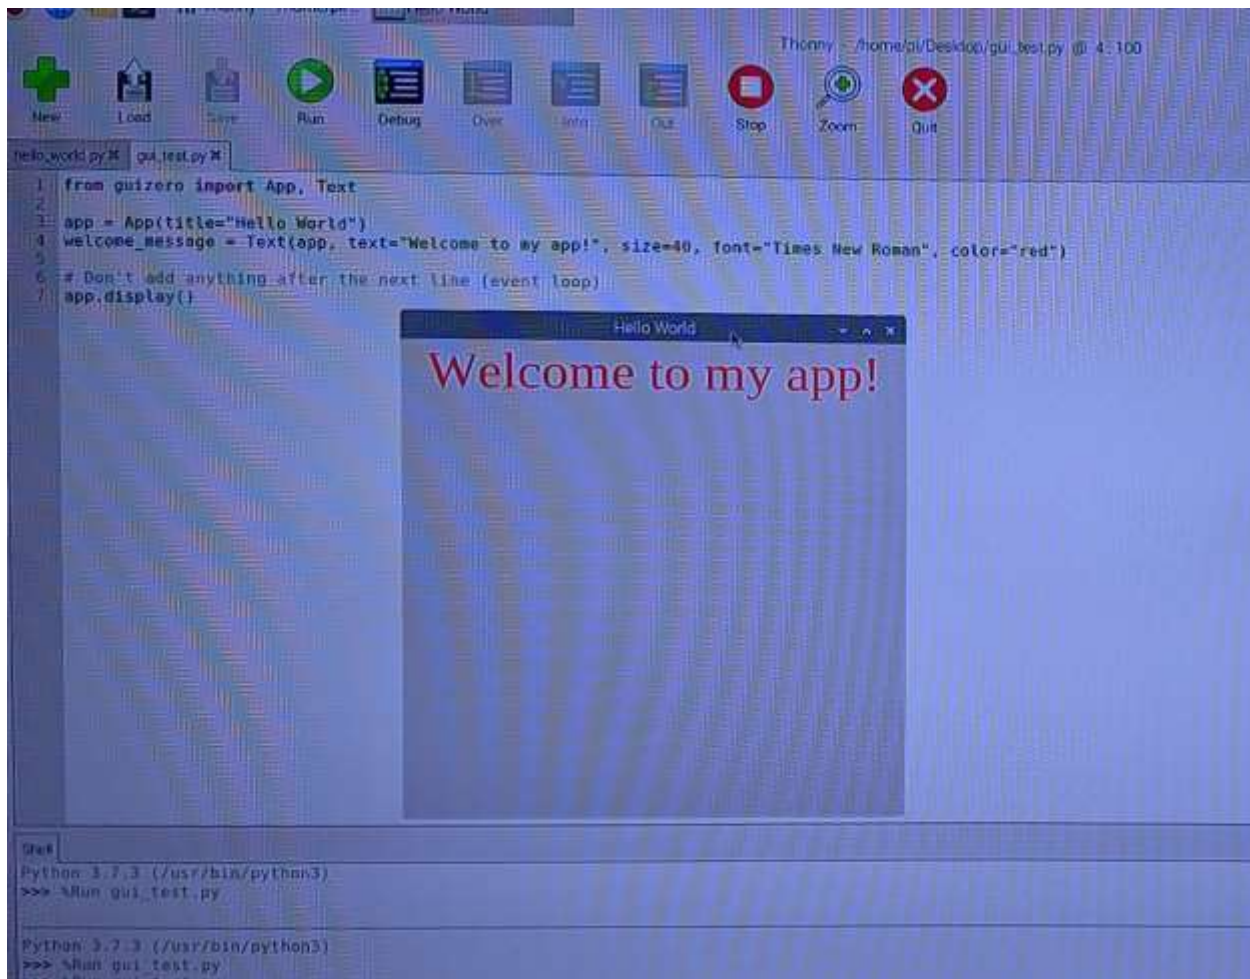 Hello World
Thonny - /home/pi/Desktop/gui_test.py @ 4 : 100
New Load Save Run Debug Over Into Out Stop Zoom Quit
hello_world.py gui_test.py
1 from guizero import App, Text
2
3 app = App(title="Hello World")
4 welcome_message = Text(app, text="Welcome to my app!", size=40, font="Times New Roman", color="red")
5
6 # Don't add anything after the next line (event loop)
7 app.display()
Hello World
Welcome to my app!
Shell
Python 3.7.3 (/usr/bin/python3)
>>> %Run gui_test.py
Python 3.7.3 (/usr/bin/python3)
>>> %Run gui_test.py